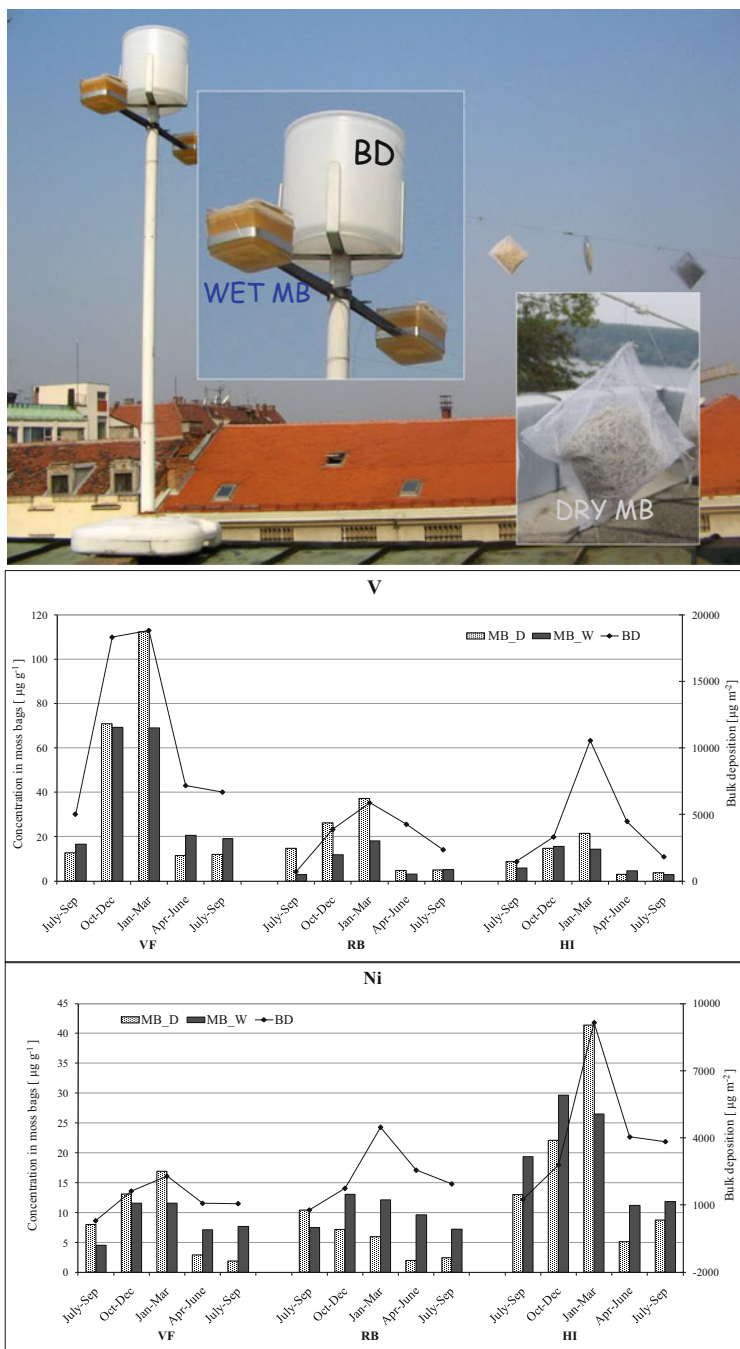 BD
WET MB
DRY MB
V
120
100
80
60
40
20
0
Concentration in moss bags [ µg g-1 ]
MB_D MB_W BD
20000
15000
10000
5000
0
Bulk deposition [µg m-2]
July-Sep Oct-Dec Jan-Mar Apr-June July-Sep July-Sep Oct-Dec Jan-Mar Apr-June July-Sep July-Sep Oct-Dec Jan-Mar Apr-June July-Sep
VF RB HI
Ni
45
40
35
30
25
20
15
10
5
0
Concentration in moss bags [ µg g-1 ]
MB_D MB_W BD
10000
7000
4000
1000
-2000
Bulk deposition [µg m-2]
July-Sep Oct-Dec Jan-Mar Apr-June July-Sep July-Sep Oct-Dec Jan-Mar Apr-June July-Sep July-Sep Oct-Dec Jan-Mar Apr-June July-Sep
VF RB HI